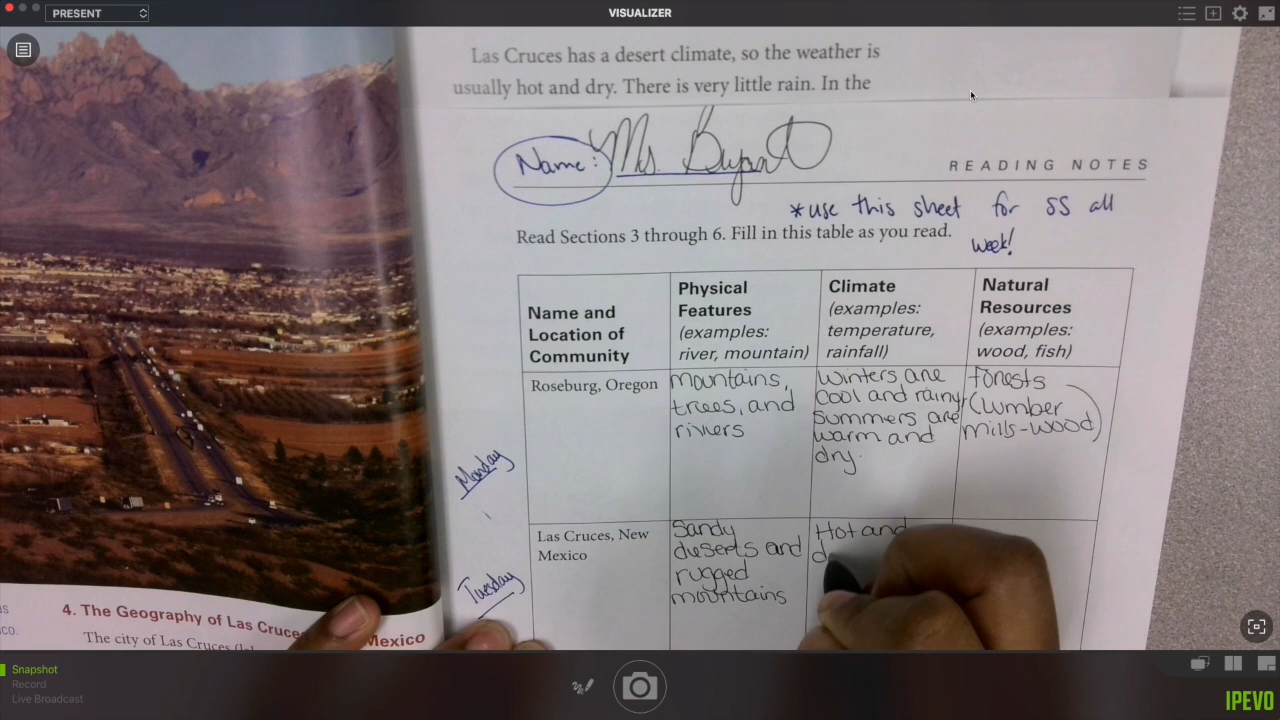 PRESENT
VISUALIZER
Las Cruces has a desert climate, so the weather is
usually hot and dry. There is very little rain. In the
Name: Ms. Bryant
READING NOTES
*use this sheet for SS all
week!
Read Sections 3 through 6. Fill in this table as you read.
Name and
Location of
Community
Physical
Features
(examples:
river, mountain)
Climate
(examples:
temperature,
rainfall)
Natural
Resources
(examples:
wood, fish)
Monday
Roseburg, Oregon
mountains,
trees, and
rivers
Winters are
cool and rainy,
summers are
warm and
dry.
forests
(lumber
mills-wood)
Tuesday
Las Cruces, New
Mexico
Sandy
deserts and
rugged
mountains
Hot and
d
4. The Geography of Las Cruces
Mexico
The city of Las Cruces
Snapshot
Record
Live Broadcast
IPEVO